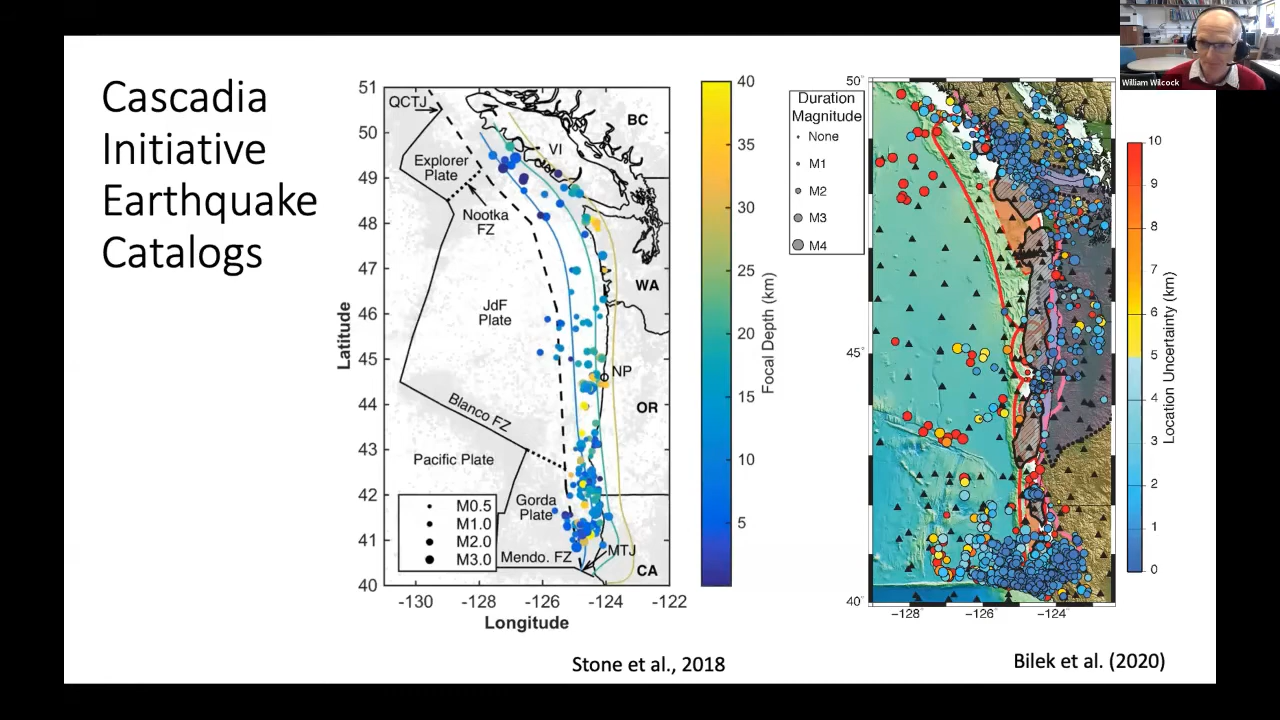 William Wilcock
Cascadia
Initiative
Earthquake
Catalogs
51
50
49
48
47
46
45
44
43
42
41
40
Latitude
QCTJ
BC
VI
Explorer
Plate
Nootka
FZ
WA
JdF
Plate
NP
OR
Blanco FZ
Pacific Plate
Gorda
Plate
M0.5
M1.0
M2.0
M3.0
Mendo. FZ
MTJ
CA
-130
-128
-126
-124
-122
Longitude
40
35
30
25
20
15
10
5
Focal Depth (km)
Stone et al., 2018
Duration
Magnitude
None
M1
M2
M3
M4
50°
45°
40°
−128°
−126°
−124°
10
9
8
7
6
5
4
3
2
1
0
Location Uncertainty (km)
Bilek et al. (2020)